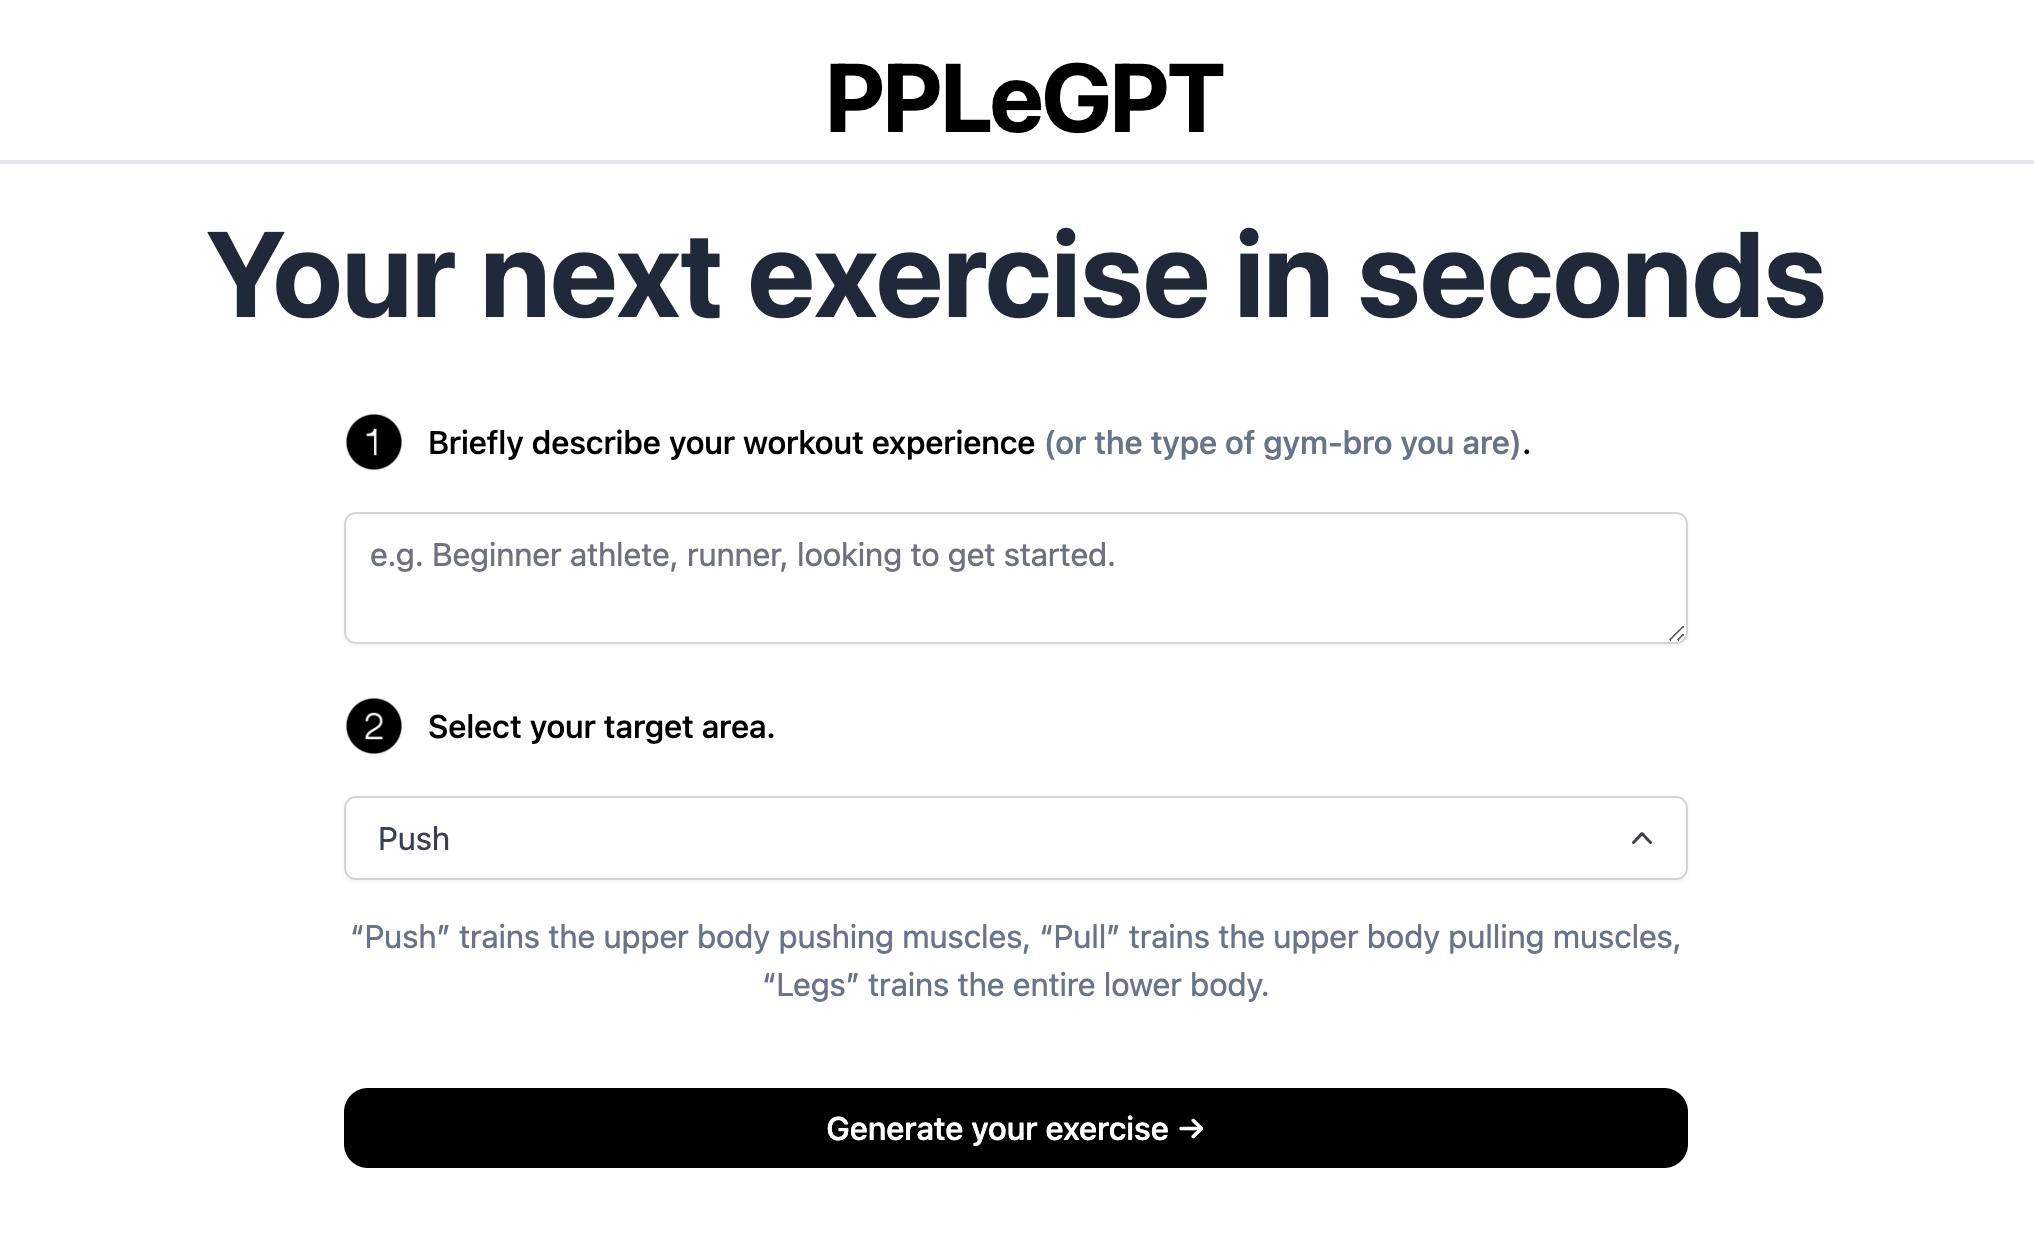 PPLeGPT
Your next exercise in seconds
1 Briefly describe your workout experience (or the type of gym-bro you are).
e.g. Beginner athlete, runner, looking to get started.
2 Select your target area.
Push
“Push” trains the upper body pushing muscles, “Pull” trains the upper body pulling muscles,
“Legs” trains the entire lower body.
Generate your exercise →